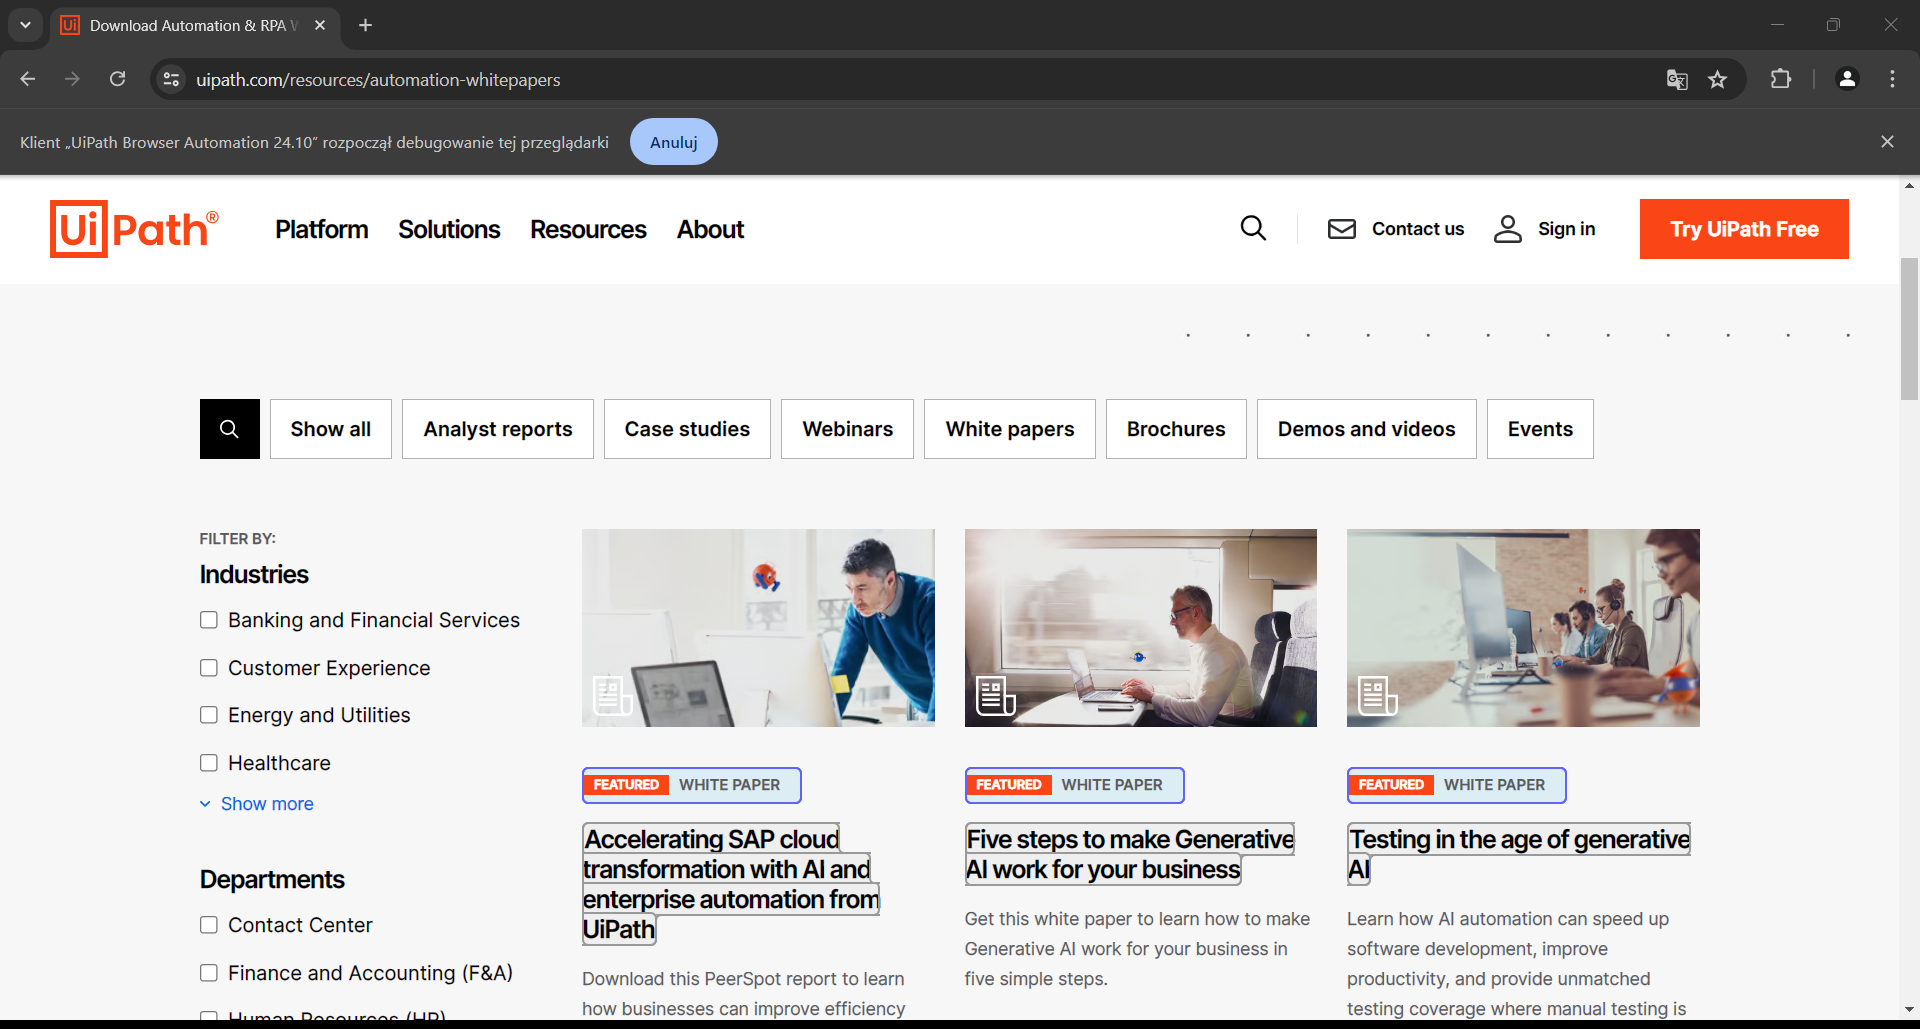 Download Automation & RPA W
uipath.com/resources/automation-whitepapers
Klient „UiPath Browser Automation 24.10” rozpoczął debugowanie tej przeglądarki
Anuluj
UiPath®
Platform
Solutions
Resources
About
Contact us
Sign in
Try UiPath Free
Show all
Analyst reports
Case studies
Webinars
White papers
Brochures
Demos and videos
Events
FILTER BY:
Industries
Banking and Financial Services
Customer Experience
Energy and Utilities
Healthcare
Show more
Departments
Contact Center
Finance and Accounting (F&A)
Human Resources (HR)
FEATURED WHITE PAPER
Accelerating SAP cloud
transformation with AI and
enterprise automation from
UiPath
Download this PeerSpot report to learn
how businesses can improve efficiency
FEATURED WHITE PAPER
Five steps to make Generative
AI work for your business
Get this white paper to learn how to make
Generative AI work for your business in
five simple steps.
FEATURED WHITE PAPER
Testing in the age of generative
AI
Learn how AI automation can speed up
software development, improve
productivity, and provide unmatched
testing coverage where manual testing is